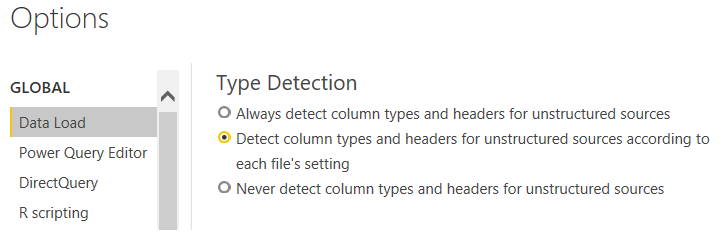 Options
GLOBAL
Data Load
Power Query Editor
DirectQuery
R scripting
Type Detection
Always detect column types and headers for unstructured sources
Detect column types and headers for unstructured sources according to
each file's setting
Never detect column types and headers for unstructured sources